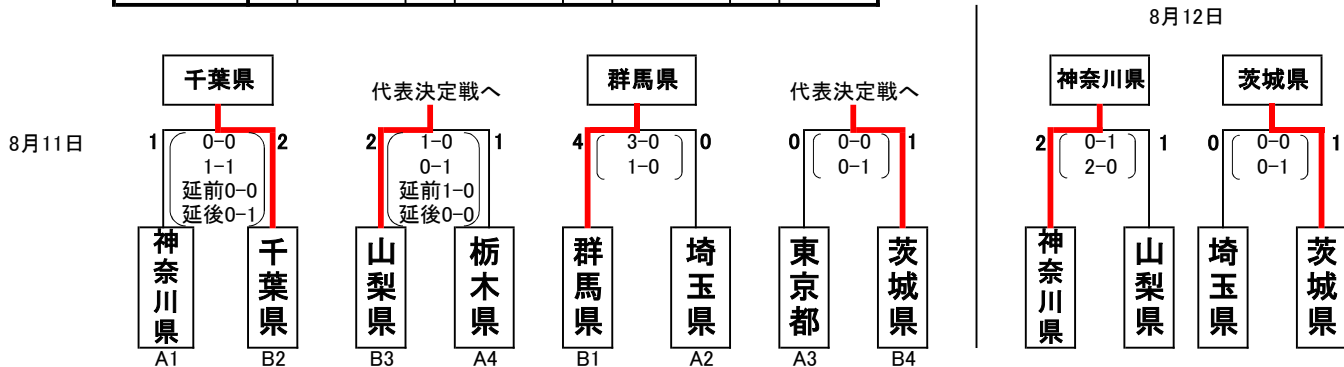 8月12日
千葉県 代表決定戦へ 群馬県 代表決定戦へ 神奈川県 茨城県
8月11日 1 0-0 2 2 1-0 1 4 3-0 0 0 0-0 1 2 0-1 1 0 0-0 1
1-1 0-1 1-0 0-1 2-0 0-1
延前0-0 延前1-0
延後0-1 延後0-0
神奈川県 千葉県 山梨県 栃木県 群馬県 埼玉県 東京都 茨城県 神奈川県 山梨県 埼玉県 茨城県
A1 B2 B3 A4 B1 A2 A3 B4